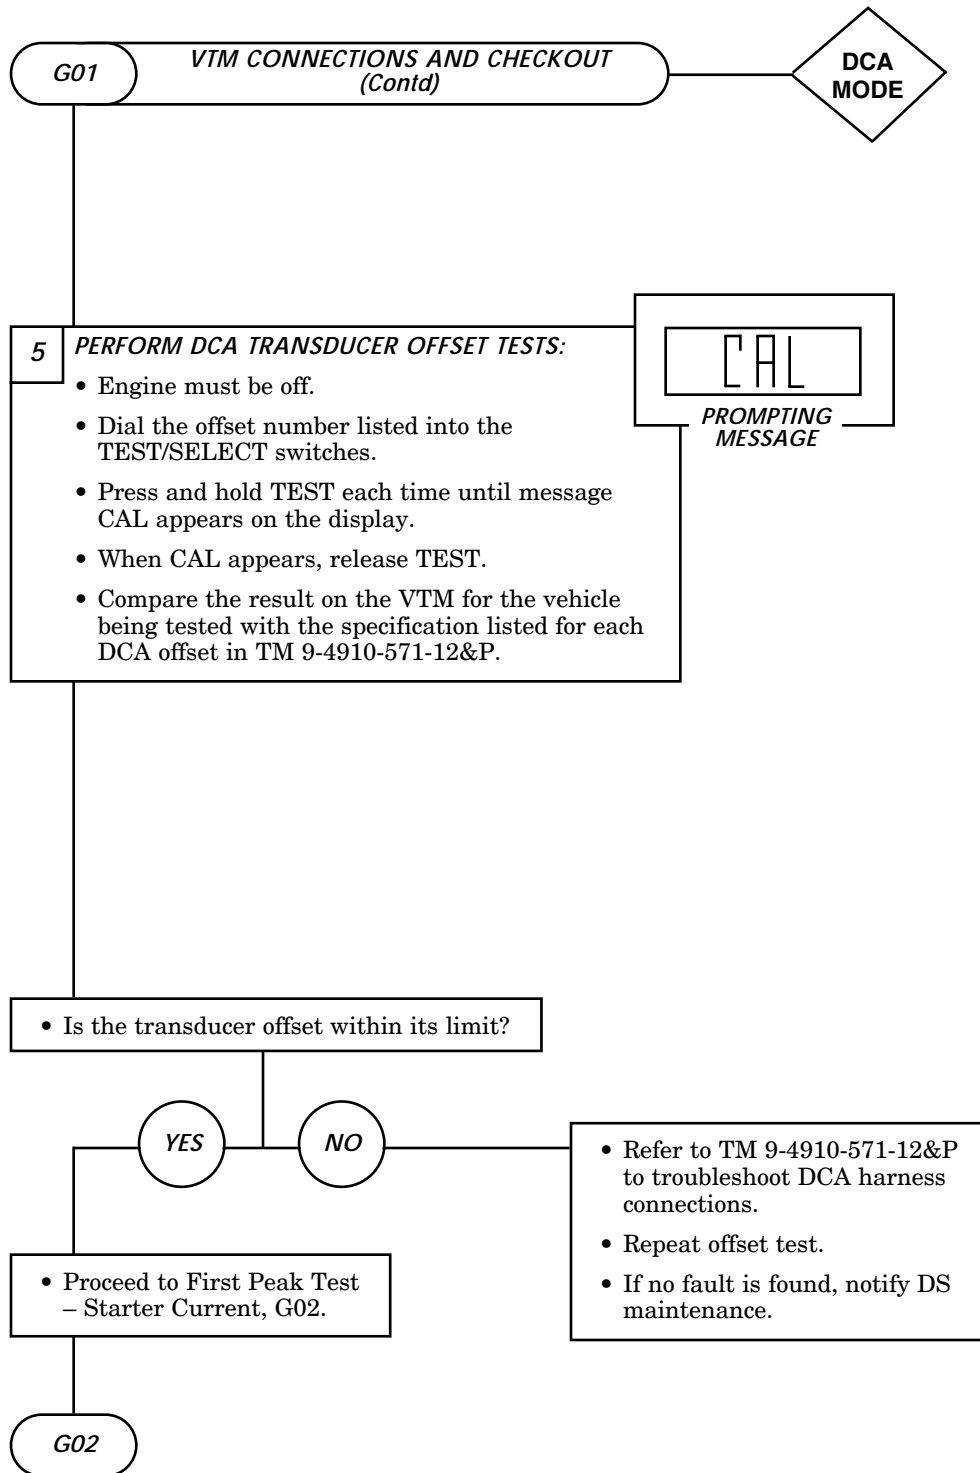 G01
VTM CONNECTIONS AND CHECKOUT
(Contd)
DCA
MODE
5
PERFORM DCA TRANSDUCER OFFSET TESTS:
• Engine must be off.
• Dial the offset number listed into the
TEST/SELECT switches.
• Press and hold TEST each time until message
CAL appears on the display.
• When CAL appears, release TEST.
• Compare the result on the VTM for the vehicle
being tested with the specification listed for each
DCA offset in TM 9-4910-571-12&P.
CAL
PROMPTING
MESSAGE
• Is the transducer offset within its limit?
YES
NO
• Refer to TM 9-4910-571-12&P
to troubleshoot DCA harness
connections.
• Repeat offset test.
• If no fault is found, notify DS
maintenance.
• Proceed to First Peak Test
– Starter Current, G02.
G02